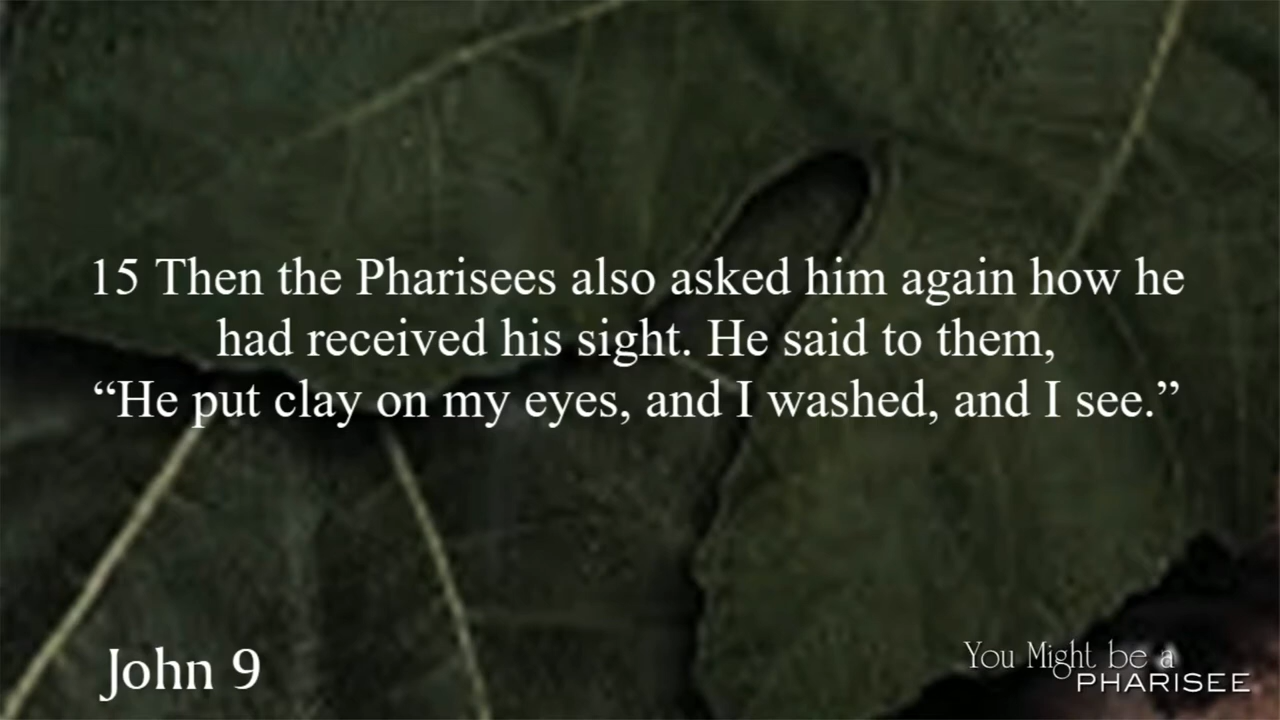 15 Then the Pharisees also asked him again how he
had received his sight. He said to them,
“He put clay on my eyes, and I washed, and I see.”
John 9
You Might be a
PHARISEE